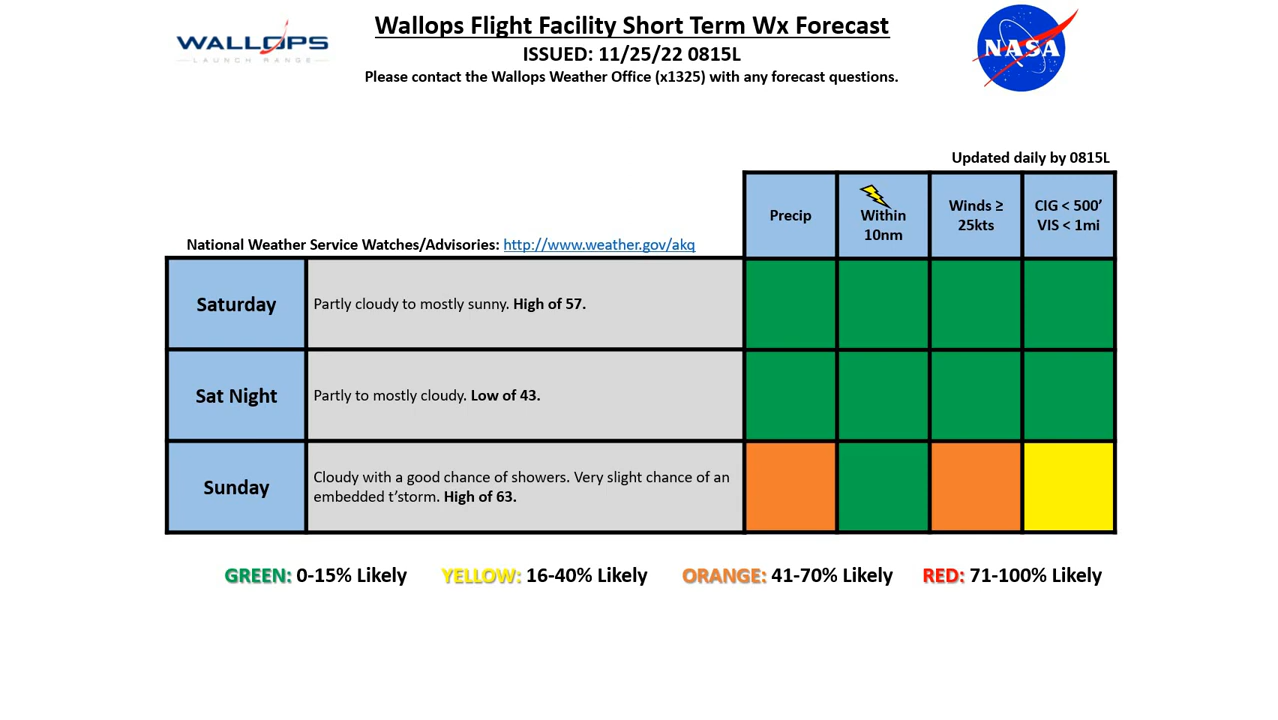 WALLOPS
LAUNCH RANGE
Wallops Flight Facility Short Term Wx Forecast
ISSUED: 11/25/22 0815L
Please contact the Wallops Weather Office (x1325) with any forecast questions.
NASA
Updated daily by 0815L
National Weather Service Watches/Advisories: http://www.weather.gov/akq
Precip
Within
10nm
Winds ≥
25kts
CIG < 500’
VIS < 1mi
Saturday
Partly cloudy to mostly sunny. High of 57.
Sat Night
Partly to mostly cloudy. Low of 43.
Sunday
Cloudy with a good chance of showers. Very slight chance of an
embedded t’storm. High of 63.
GREEN: 0-15% Likely YELLOW: 16-40% Likely ORANGE: 41-70% Likely RED: 71-100% Likely